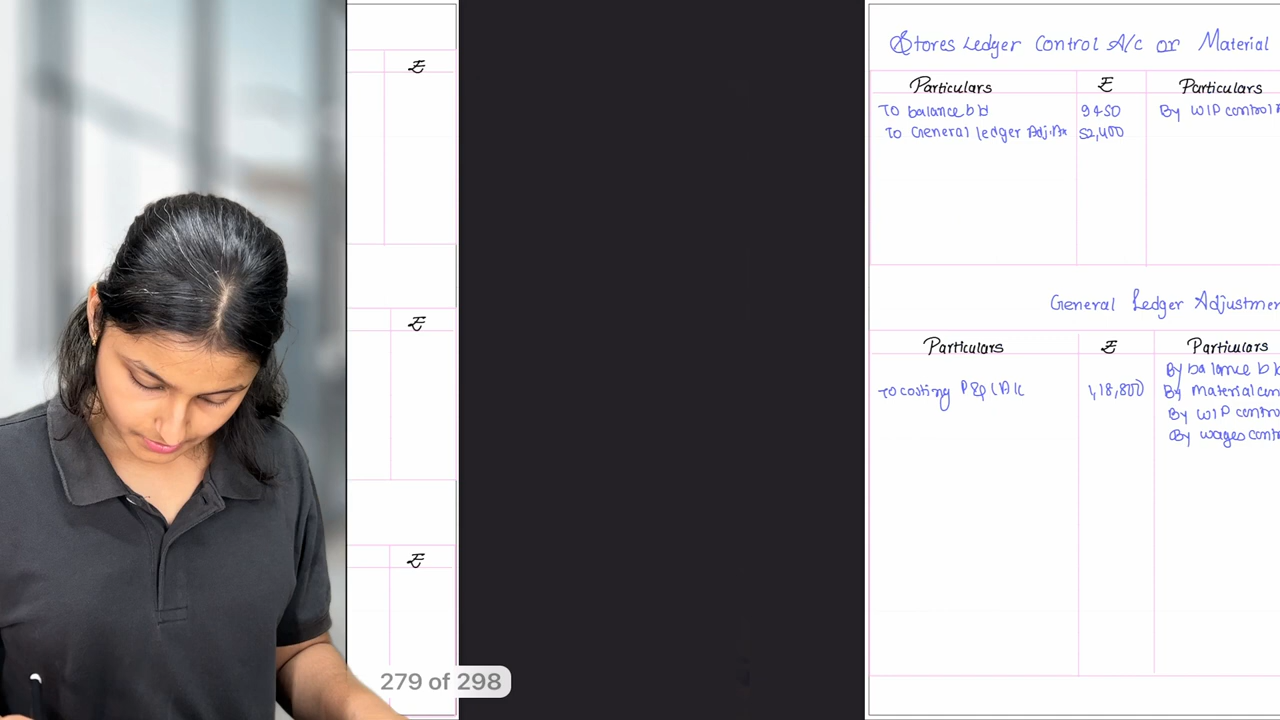 ₹
₹
₹
279 of 298
Stores Ledger Control A/c or Material
Particulars ₹ Particulars
To balance b/d 9450 By WIP control
To General ledger Adj. A/c 52,400
General Ledger Adjustmen
Particulars ₹ Particulars
By balance b/d
To costing P&L A/c 1,18,800 By Material con
By WIP contro
By wages cont